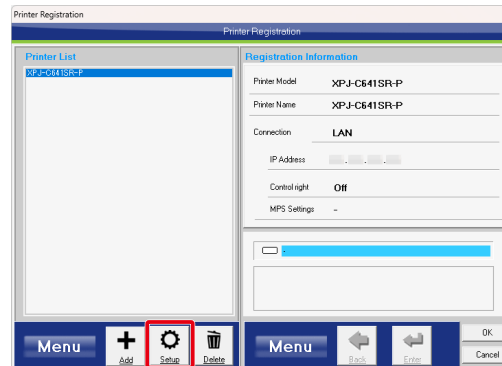 Printer Registration
Printer Registration
Printer List
XPJ-C641SR-P
Registration Information
Printer Model XPJ-C641SR-P
Printer Name XPJ-C641SR-P
Connection LAN
IP Address . . .
Control right Off
MPS Settings -
Menu
Add
Setup
Delete
Menu
Back
Enter
OK
Cancel